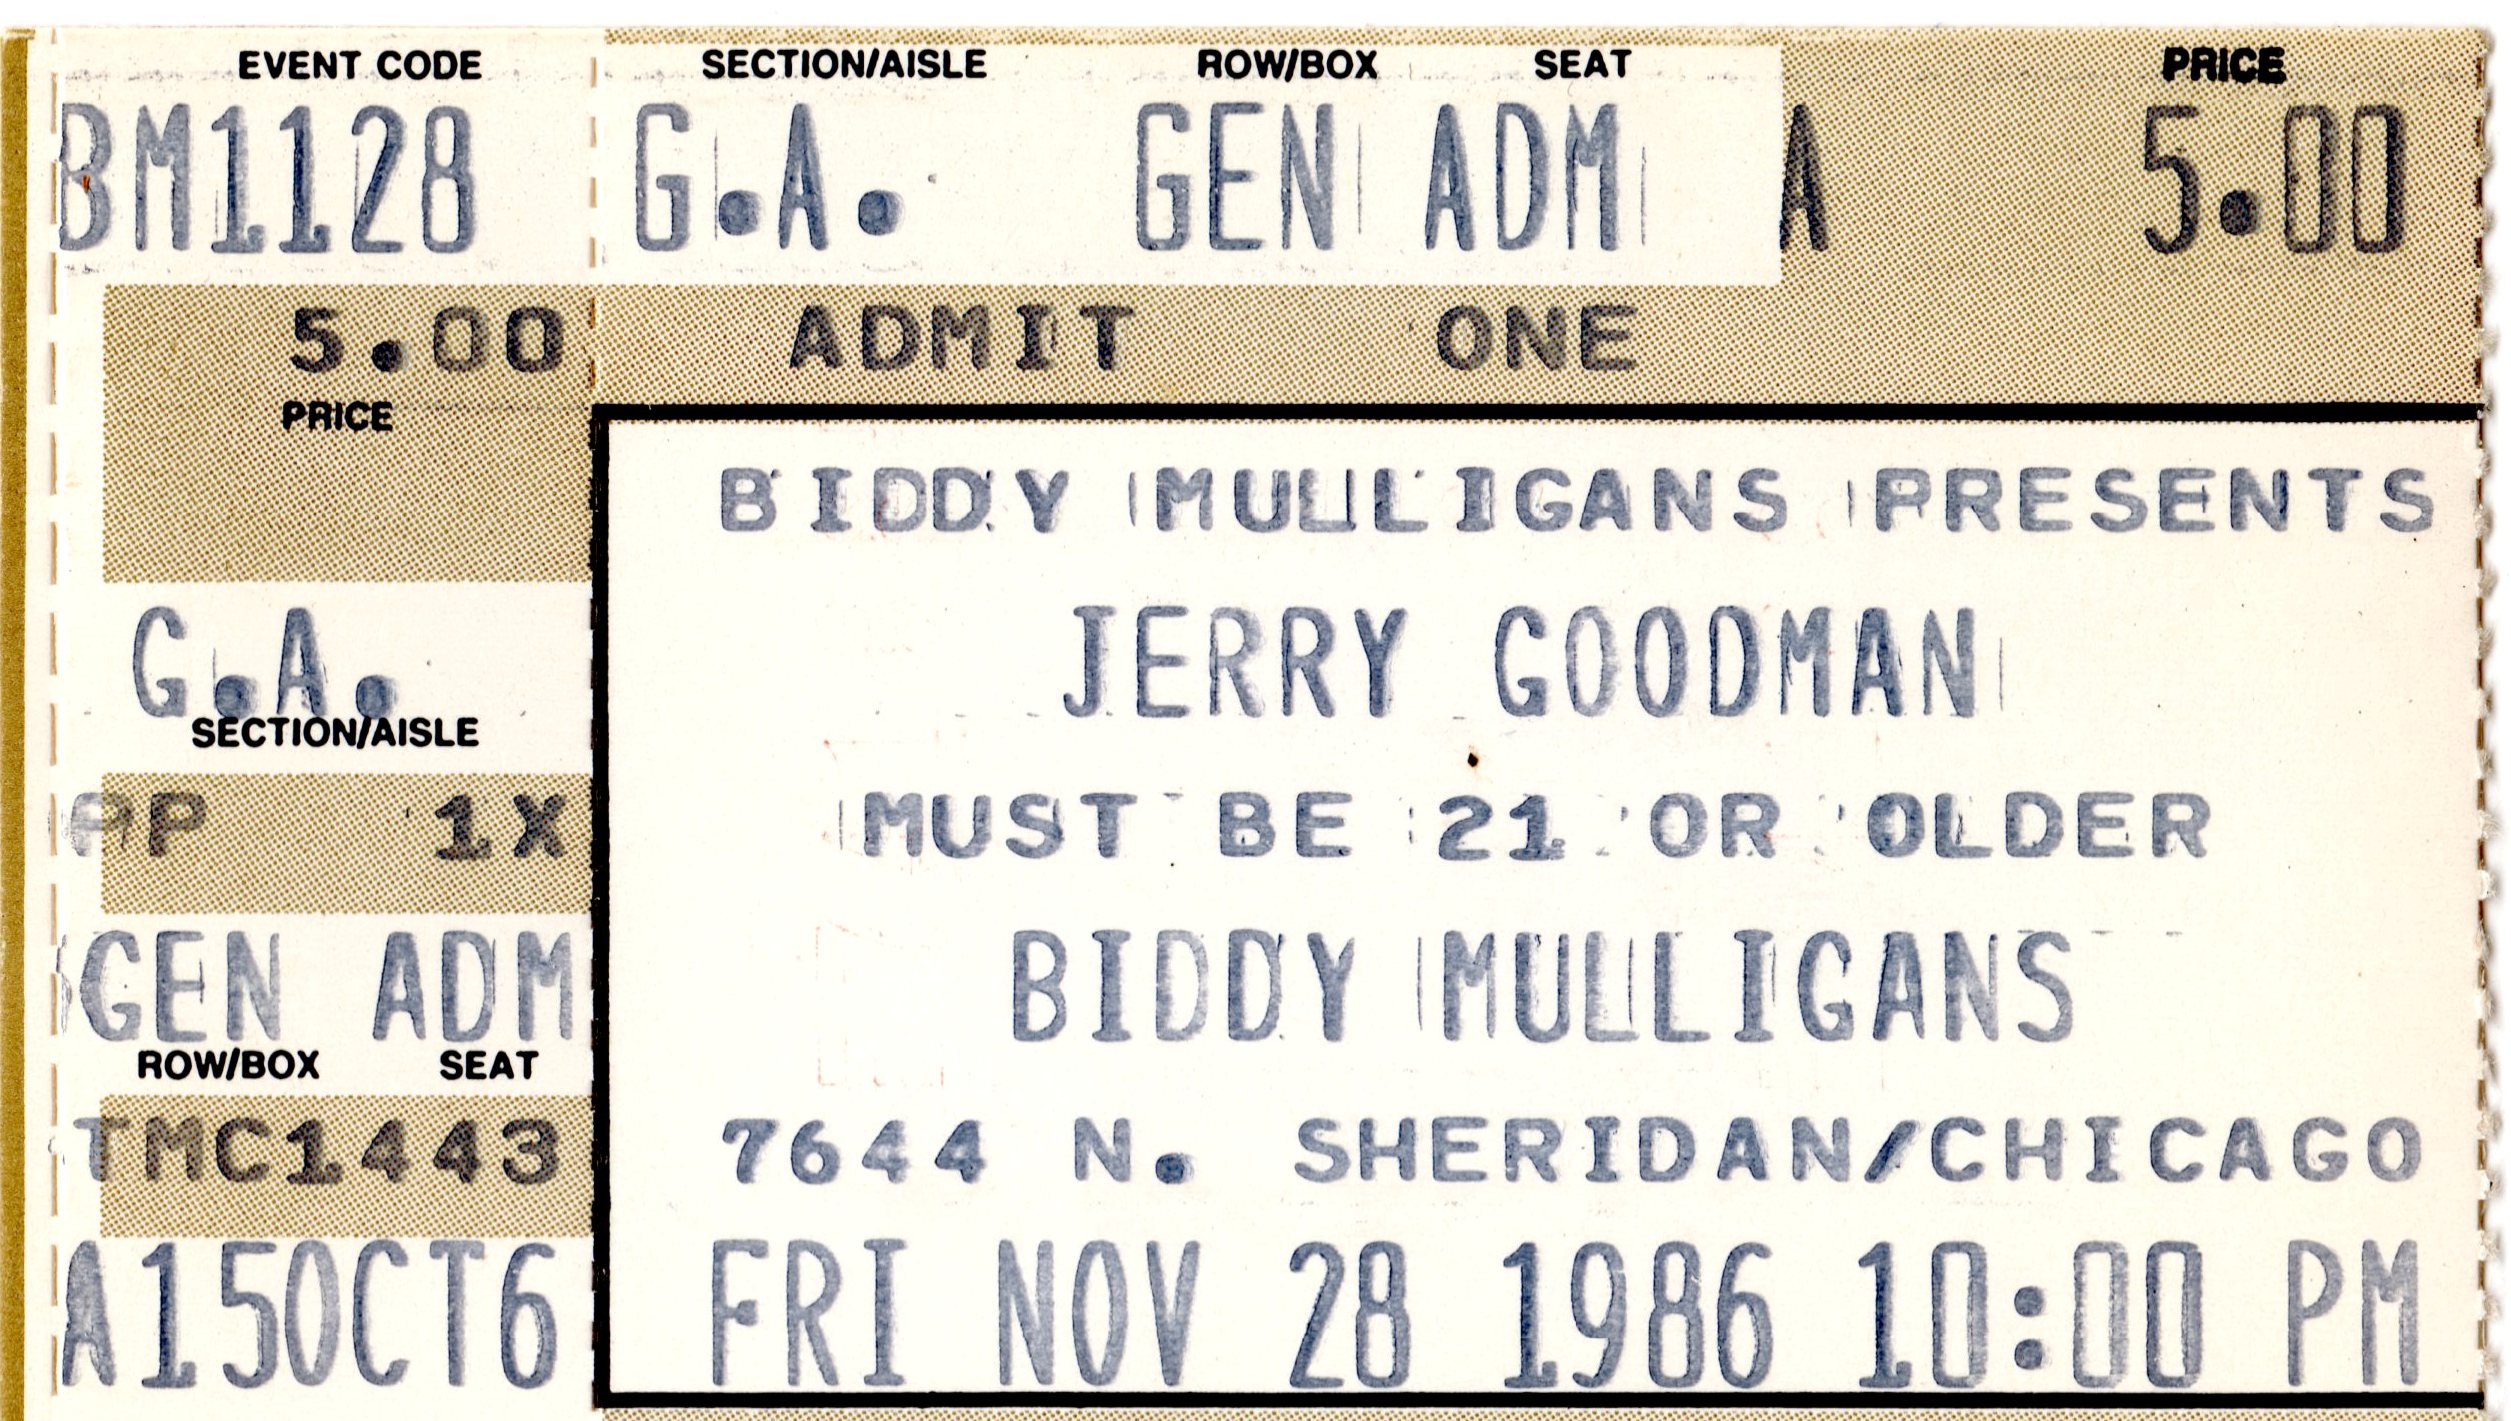 EVENT CODE
BM1128
5.00
PRICE
G.A.
SECTION/AISLE
PP 1X
GEN ADM
ROW/BOX SEAT
TMC1443
A15OCT6
SECTION/AISLE ROW/BOX SEAT PRICE
G.A. GEN ADM A 5.00
ADMIT ONE
BIDDY MULLIGANS PRESENTS
JERRY GOODMAN
MUST BE 21 OR OLDER
BIDDY MULLIGANS
7644 N. SHERIDAN/CHICAGO
FRI NOV 28 1986 10:00 PM